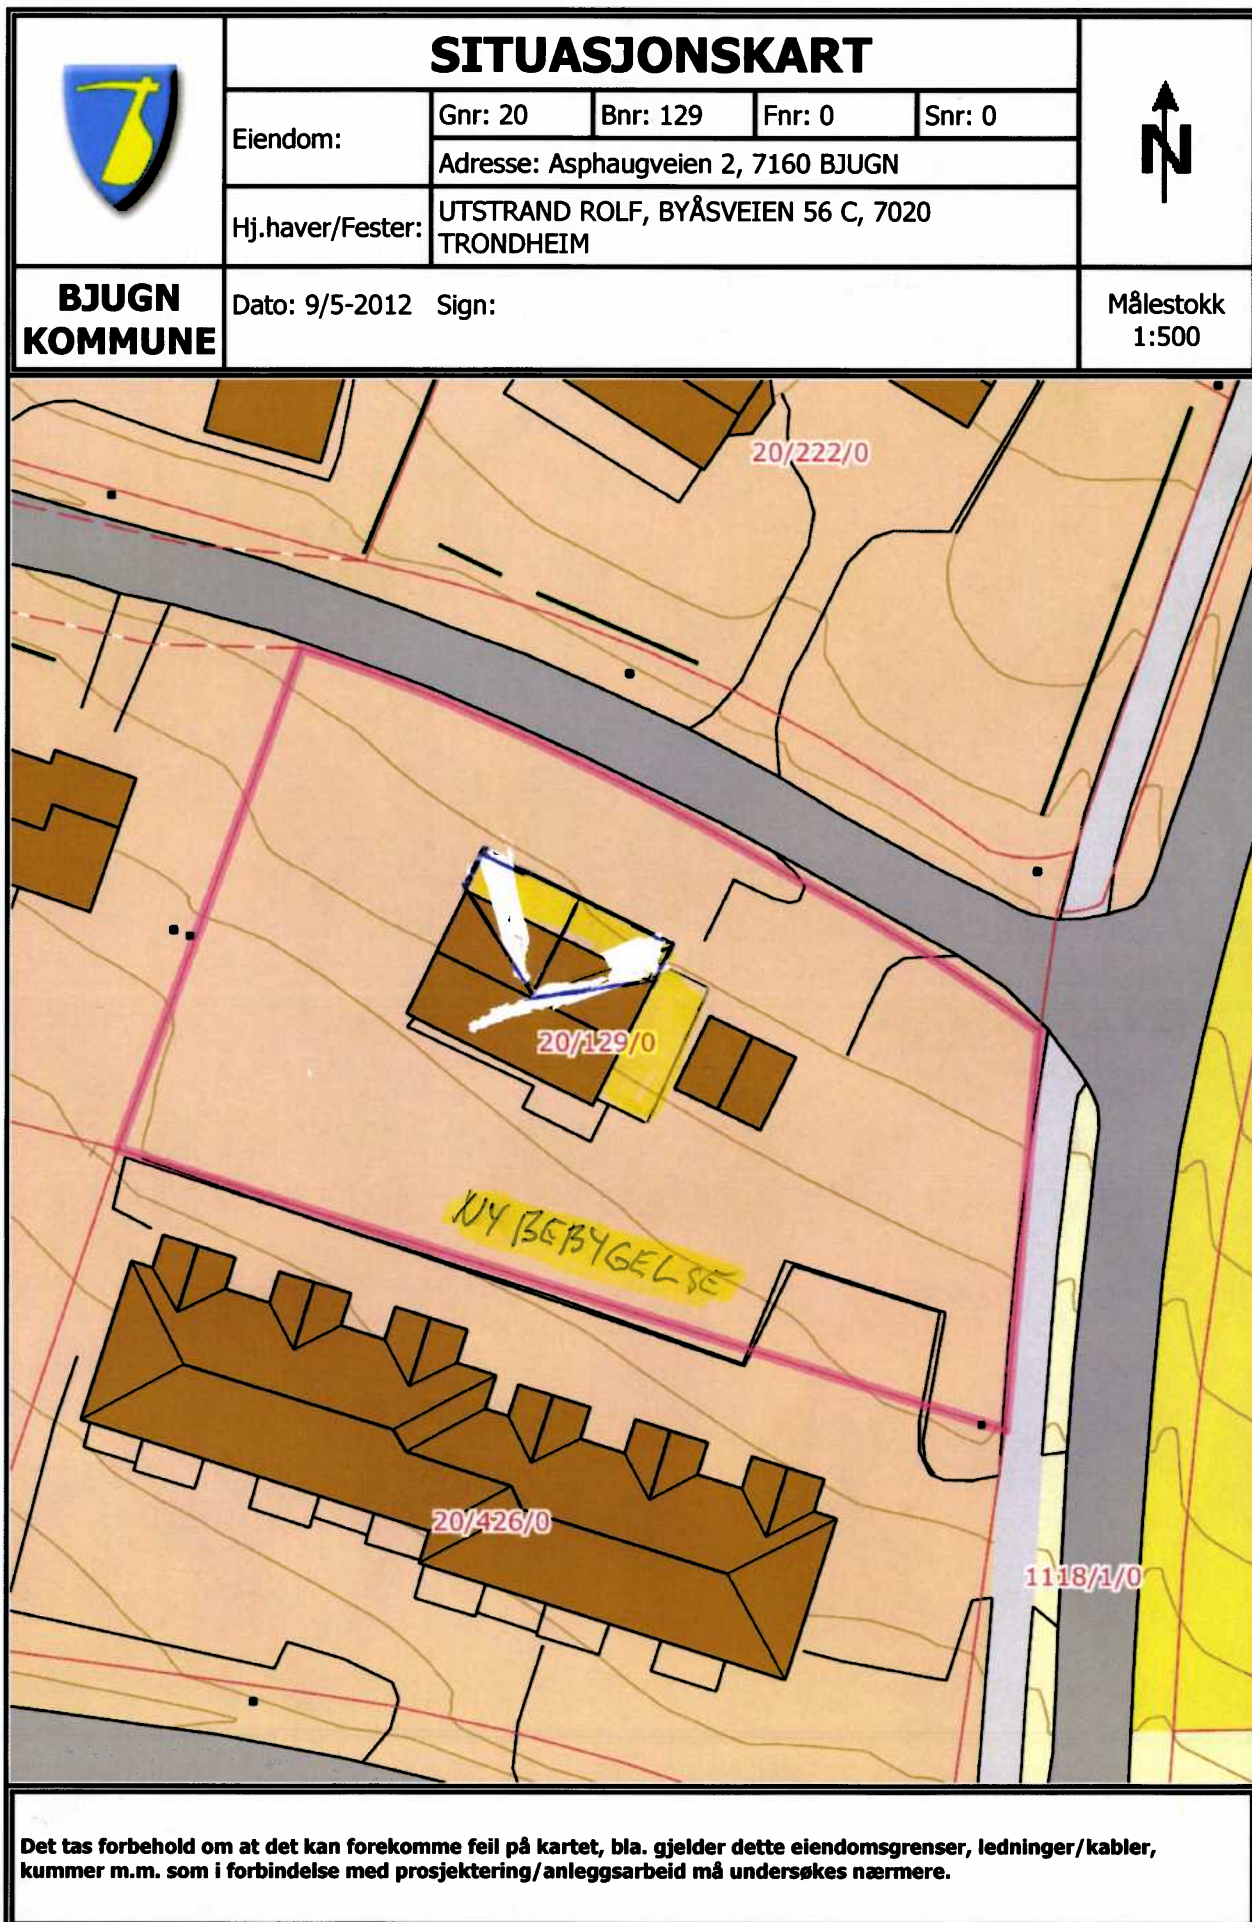 SITUASJONSKART
Eiendom:
Gnr: 20
Bnr: 129
Fnr: 0
Snr: 0
Adresse: Asphaugveien 2, 7160 BJUGN
Hj.haver/Fester:
UTSTRAND ROLF, BYÅSVEIEN 56 C, 7020
TRONDHEIM
N
BJUGN
KOMMUNE
Dato: 9/5-2012 Sign:
Målestokk
1:500
20/222/0
20/129/0
NY BEBYGELSE
20/426/0
1118/1/0
Det tas forbehold om at det kan forekomme feil på kartet, bla. gjelder dette eiendomsgrenser, ledninger/kabler,
kummer m.m. som i forbindelse med prosjektering/anleggsarbeid må undersøkes nærmere.